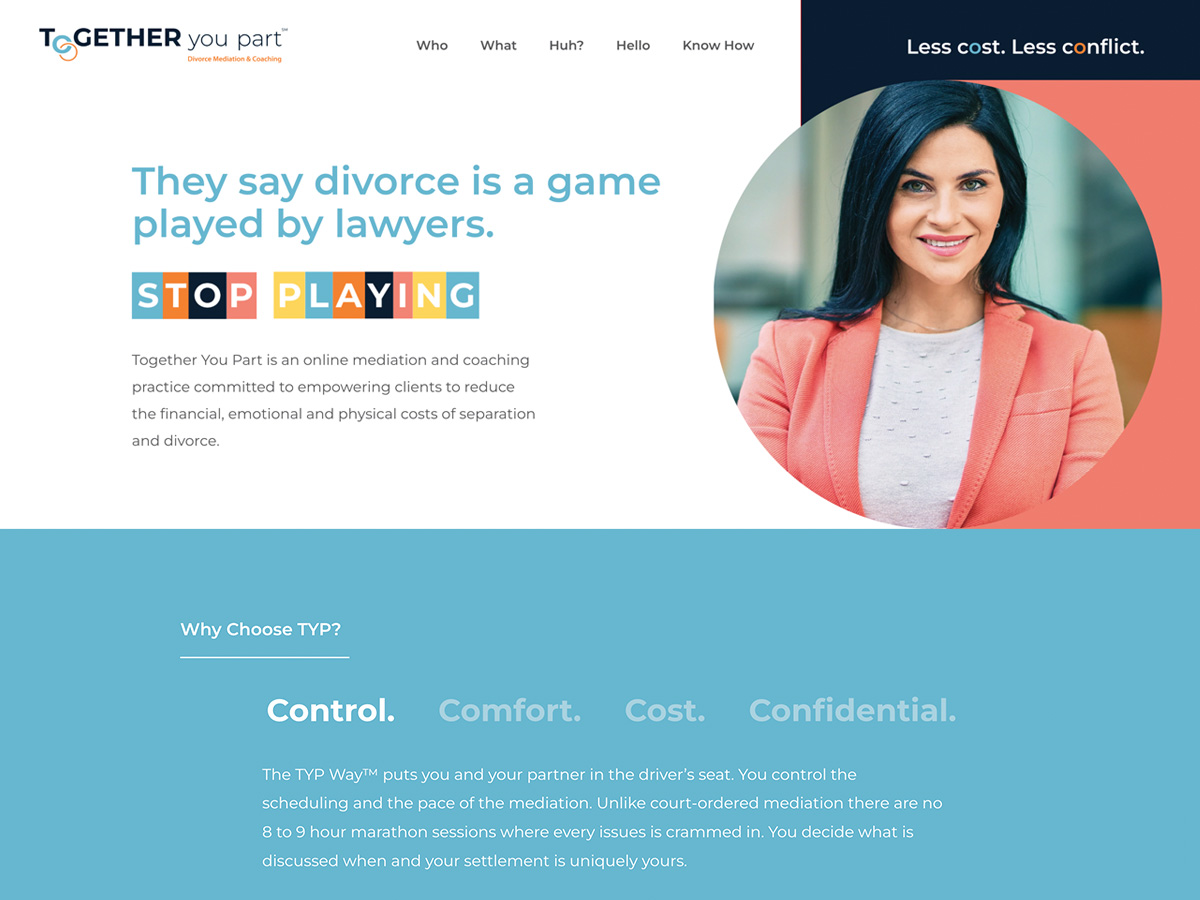 TOGETHER you part℠
Divorce Mediation & Coaching
Who What Huh? Hello Know How
Less cost. Less conflict.
They say divorce is a game
played by lawyers.
STOP PLAYING
Together You Part is an online mediation and coaching
practice committed to empowering clients to reduce
the financial, emotional and physical costs of separation
and divorce.
Why Choose TYP?
Control. Comfort. Cost. Confidential.
The TYP Way™ puts you and your partner in the driver’s seat. You control the
scheduling and the pace of the mediation. Unlike court-ordered mediation there are no
8 to 9 hour marathon sessions where every issues is crammed in. You decide what is
discussed when and your settlement is uniquely yours.